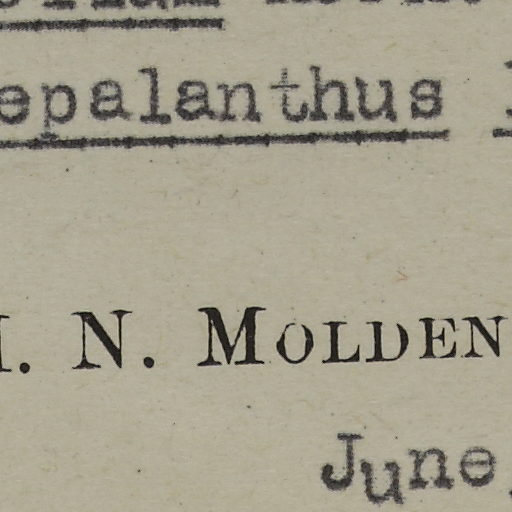 epalanthus
N. MOLDEN
June,